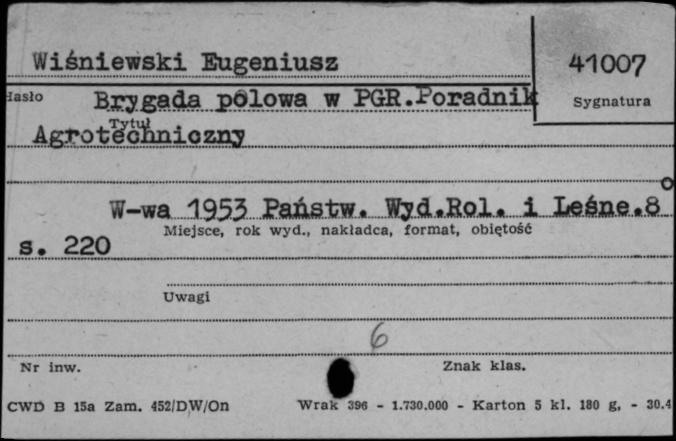 Wiśniewski Eugeniusz
41007
Hasło
Brygada polowa w PGR.Poradnik
Sygnatura
Tytuł
Agrotechniczny
W-wa 1953 Państw. Wyd.Rol. i Leśne.8o
Miejsce, rok wyd., nakładca, format, obiętość
s. 220
Uwagi
6
Nr inw.
Znak klas.
CWD B 15a Zam. 452/DW/On
Wrak 396 - 1.730.000 - Karton 5 kl. 180 g, - 30.4